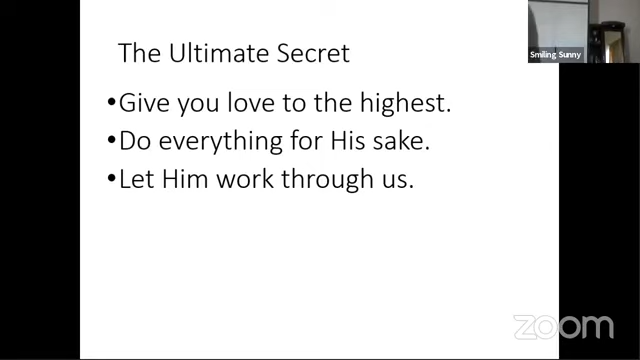 The Ultimate Secret
•Give you love to the highest.
•Do everything for His sake.
•Let Him work through us.
Smiling Sunny
zoom